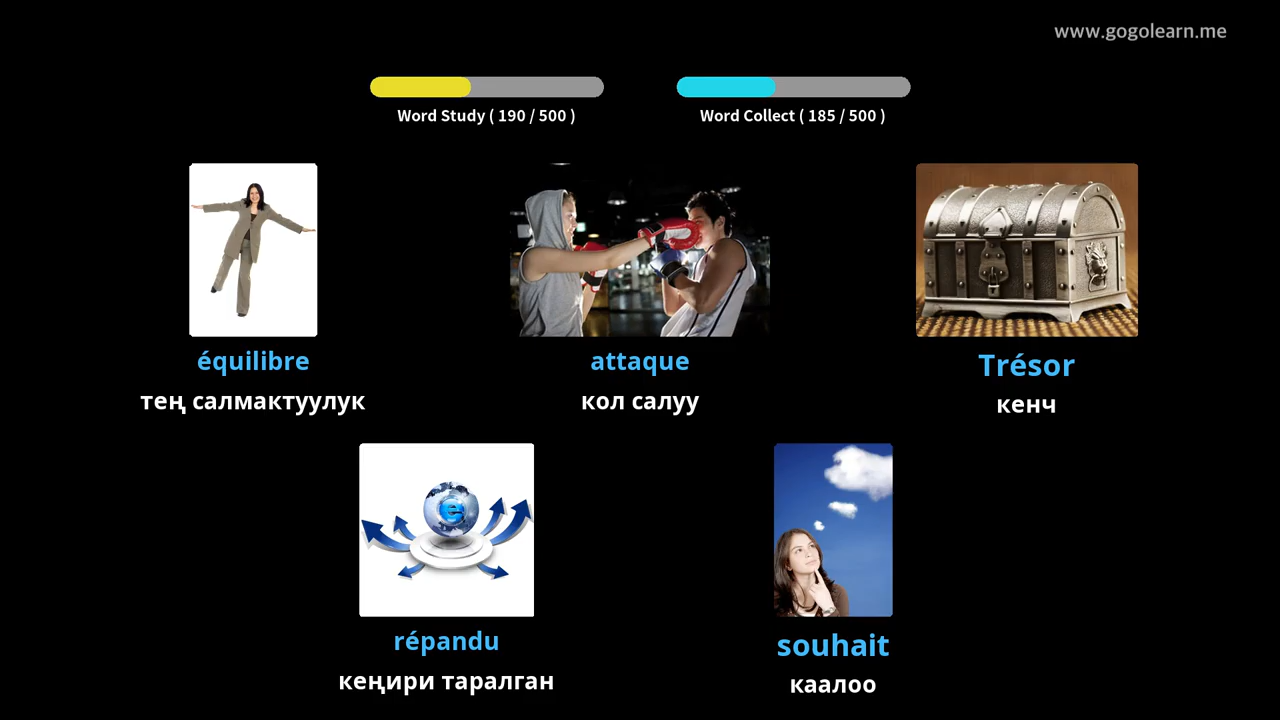 www.gogolearn.me
Word Study ( 190 / 500 )
Word Collect ( 185 / 500 )
équilibre
тең салмактуулук
attaque
кол салуу
Trésor
кенч
e
répandu
кеңири таралган
souhait
каалоо